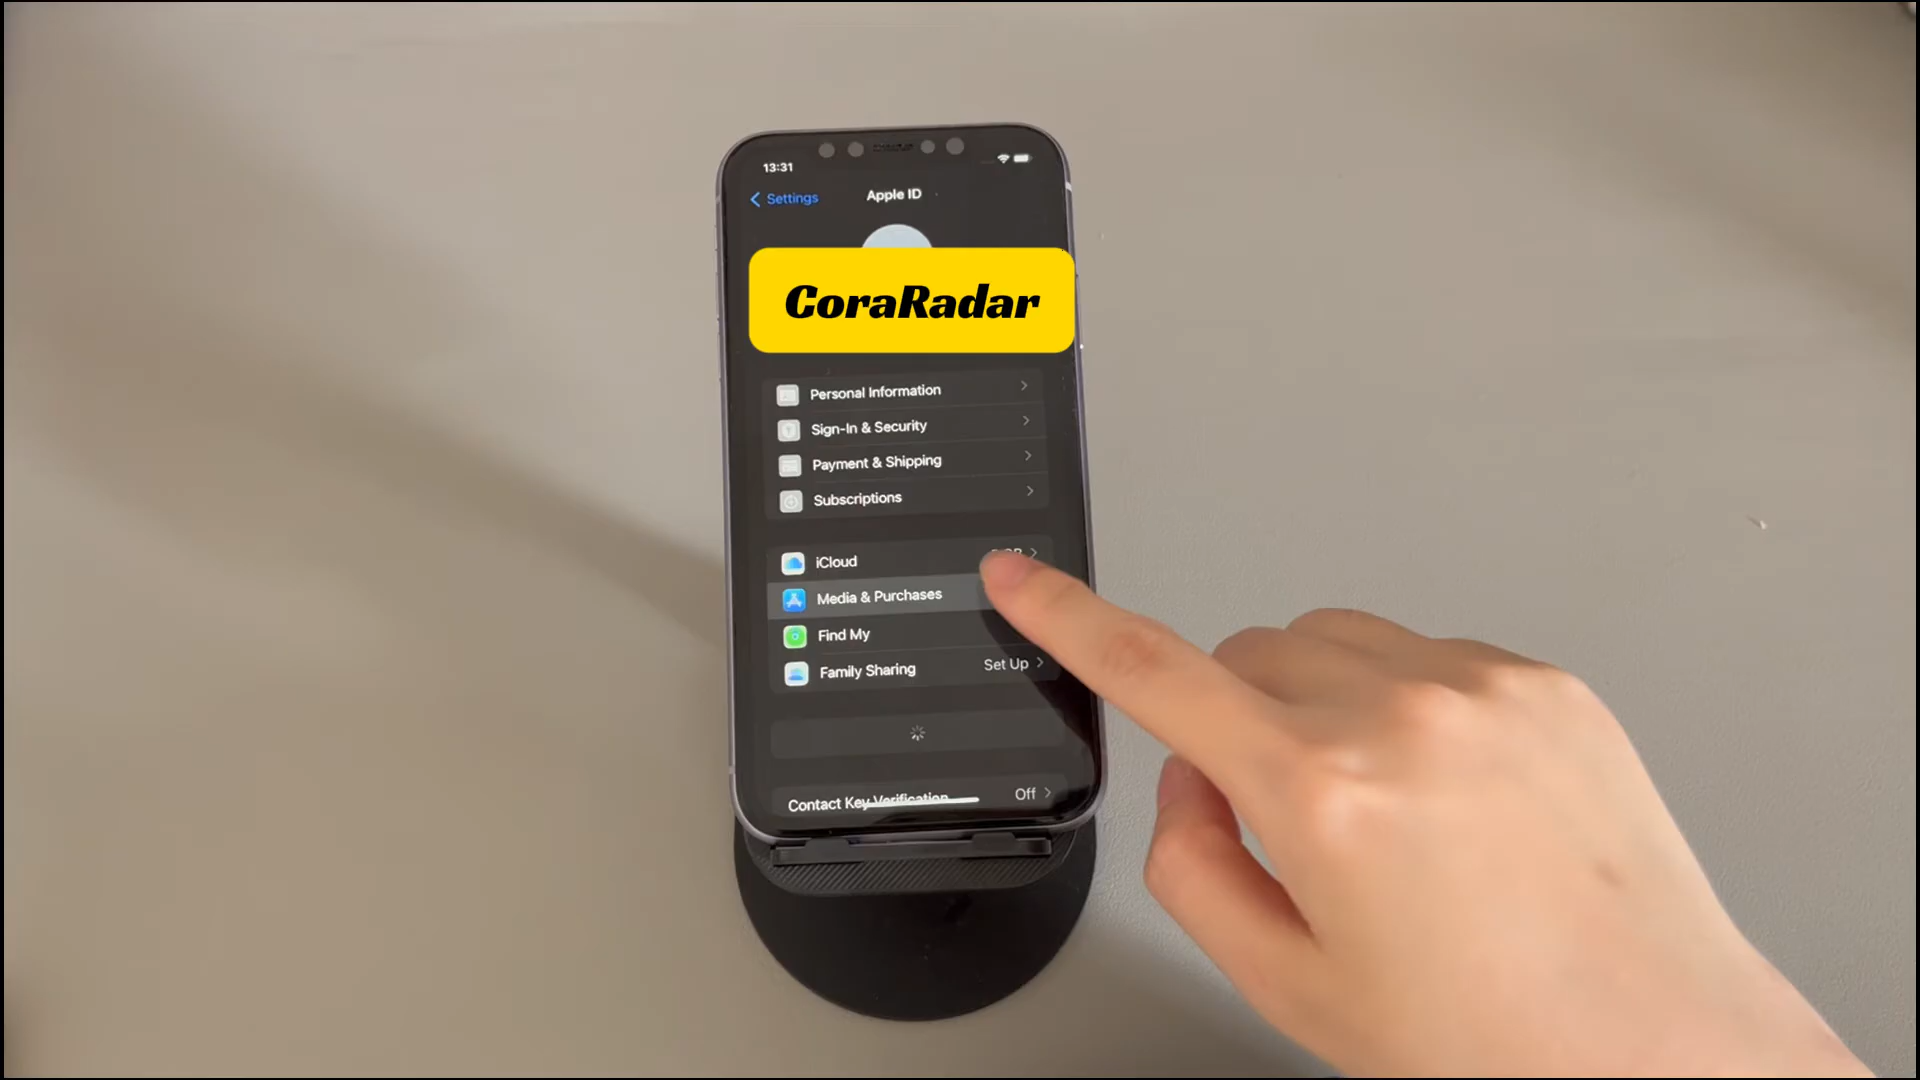 13:31
Settings
Apple ID
CoraRadar
Personal Information
Sign-In & Security
Payment & Shipping
Subscriptions
iCloud
Media & Purchases
Find My
Family Sharing Set Up
Contact Key Verification Off